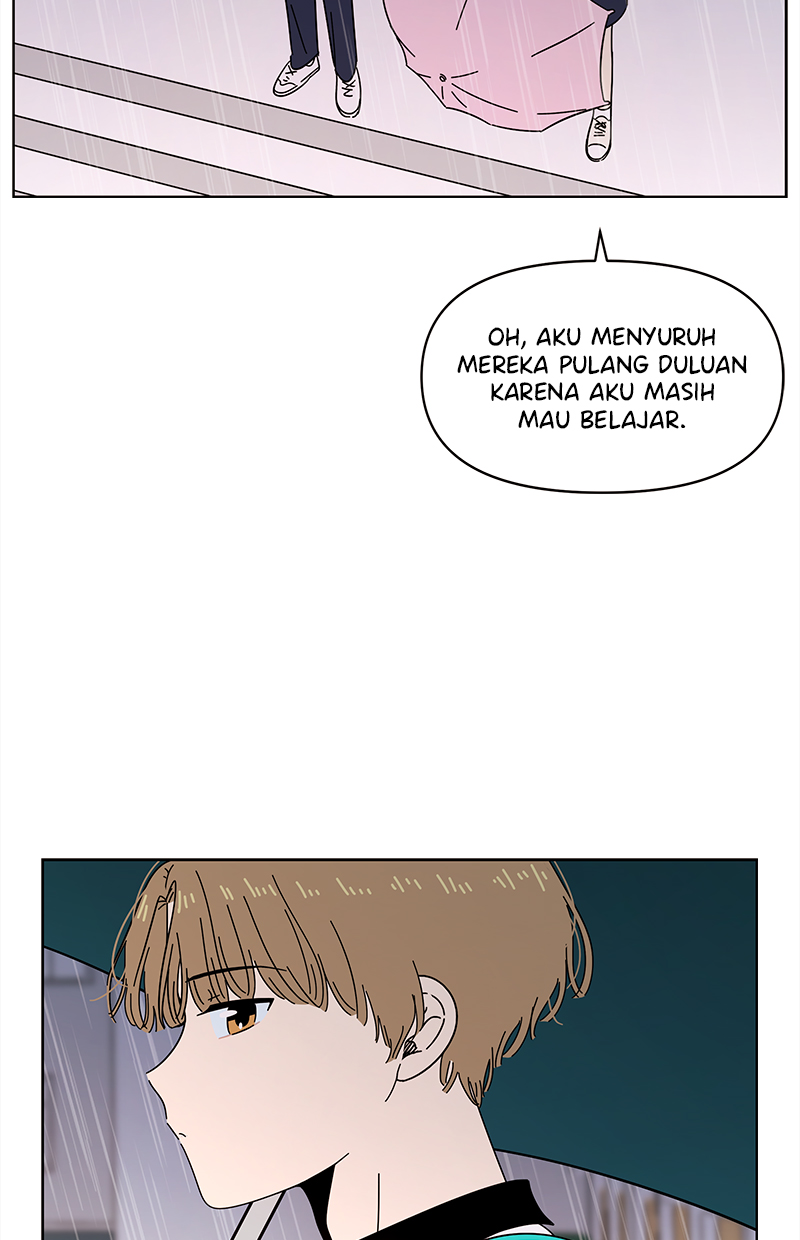 OH, AKU MENYURUH
MEREKA PULANG DULUAN
KARENA AKU MASIH
MAU BELAJAR.